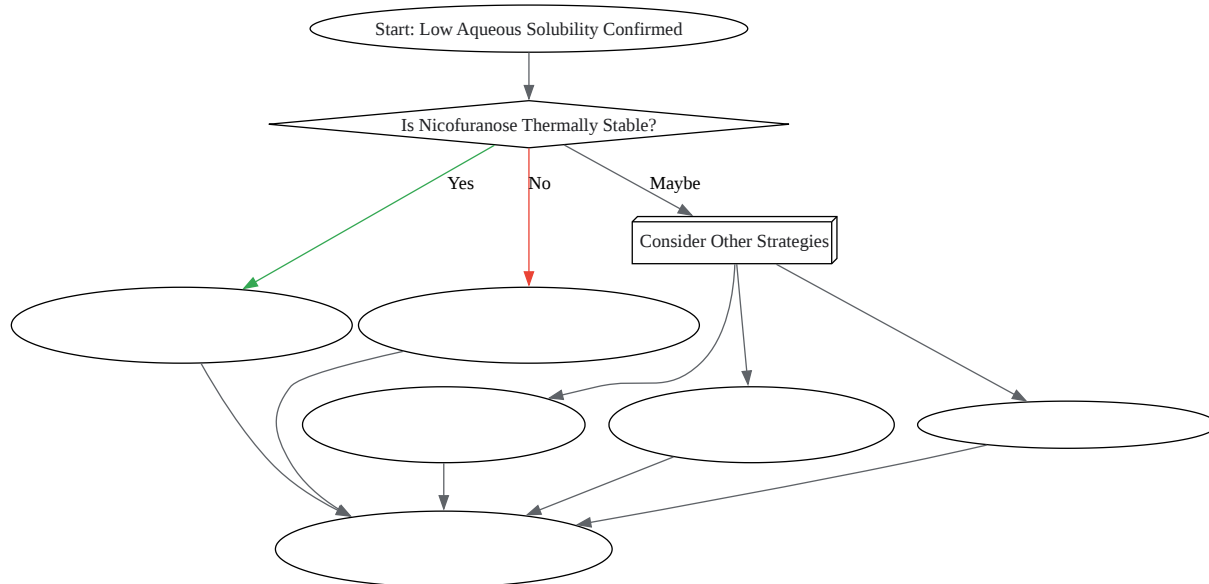 Start: Low Aqueous Solubility Confirmed
Is Nicofuranose Thermally Stable?
Yes
No
Maybe
Consider Other Strategies